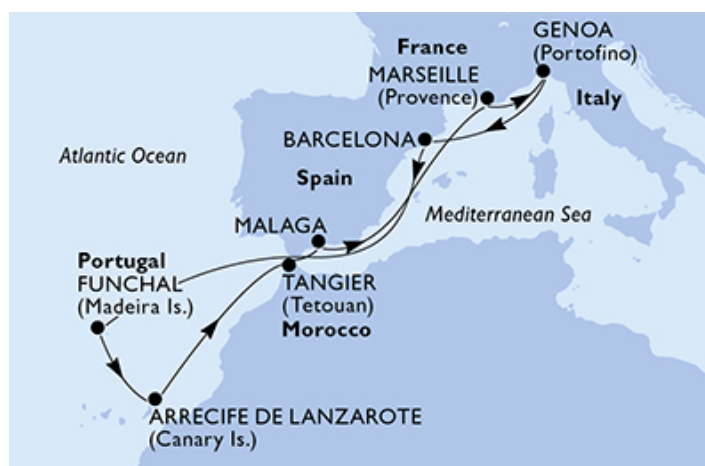 GENOA
(Portofino)
France
MARSEILLE
(Provence)
Italy
BARCELONA
Atlantic Ocean
Spain
Mediterranean Sea
MALAGA
Portugal
FUNCHAL
(Madeira Is.)
TANGIER
(Tetouan)
Morocco
ARRECIFE DE LANZAROTE
(Canary Is.)